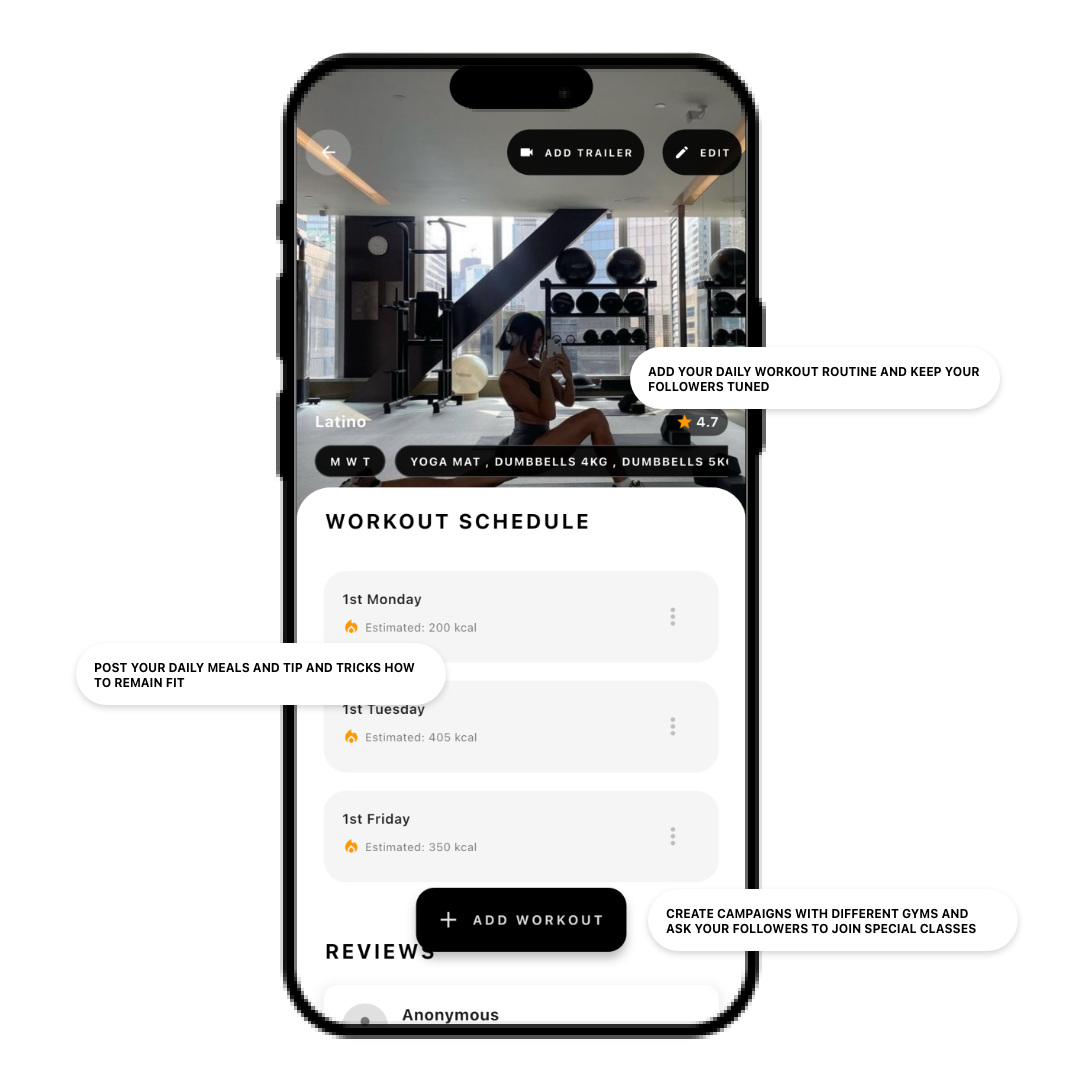 ADD TRAILER
EDIT
ADD YOUR DAILY WORKOUT ROUTINE AND KEEP YOUR
FOLLOWERS TUNED
Latino
4.7
M W T
YOGA MAT , DUMBBELLS 4KG , DUMBBELLS 5K
WORKOUT SCHEDULE
1st Monday
Estimated: 200 kcal
POST YOUR DAILY MEALS AND TIP AND TRICKS HOW
TO REMAIN FIT
1st Tuesday
Estimated: 405 kcal
1st Friday
Estimated: 350 kcal
ADD WORKOUT
CREATE CAMPAIGNS WITH DIFFERENT GYMS AND
ASK YOUR FOLLOWERS TO JOIN SPECIAL CLASSES
REVIEWS
Anonymous